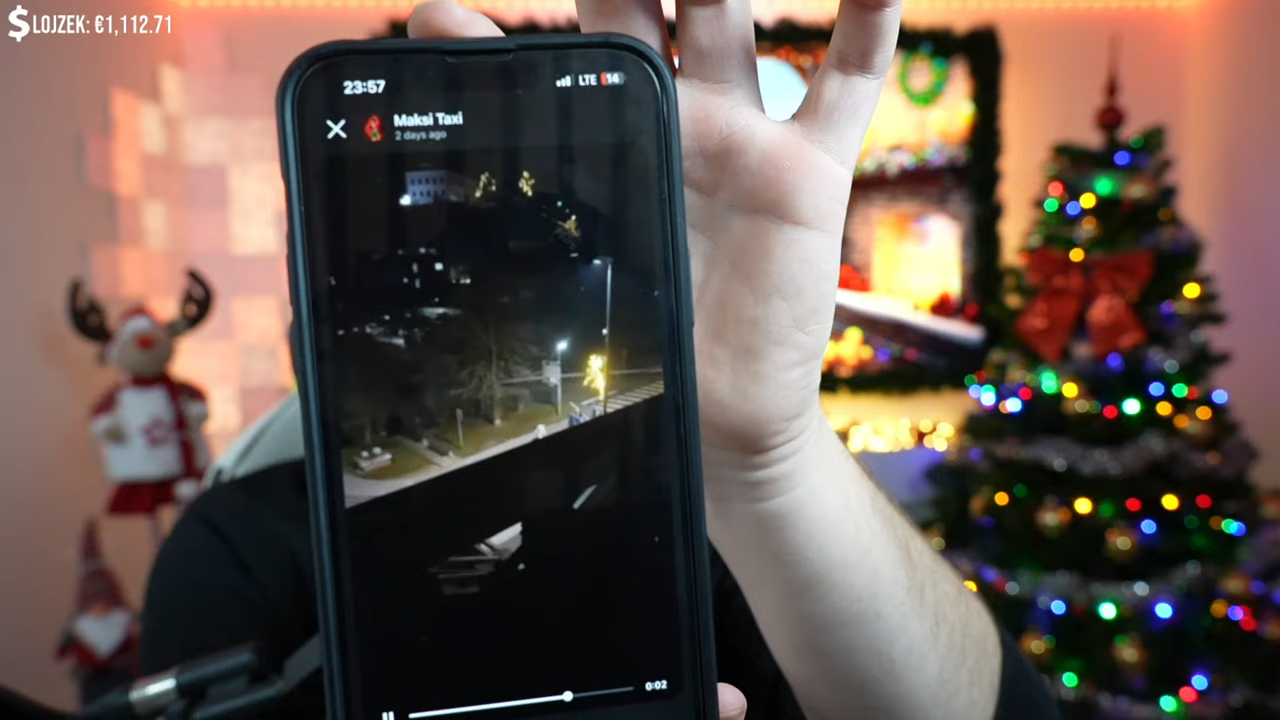 $LOJZEK: €1,112.71
23:57
LTE 14
Maksi Taxi
2 days ago
0:02